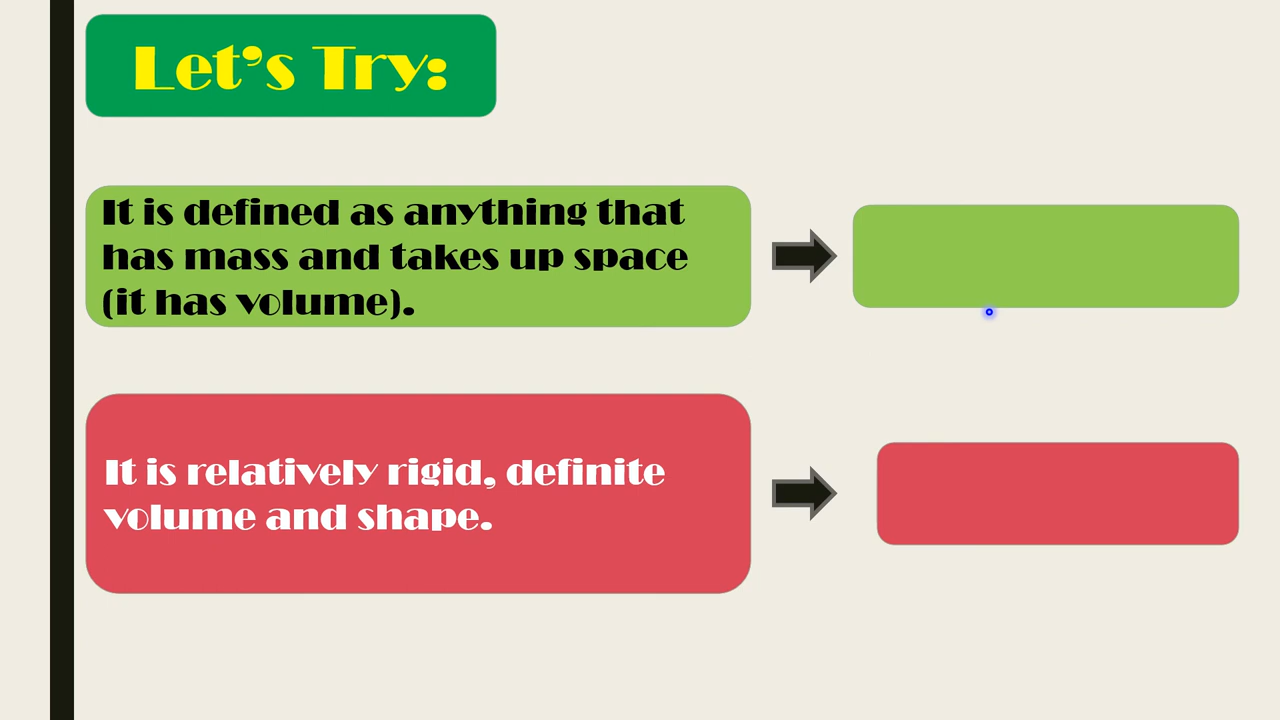 Let's Try:
It is defined as anything that
has mass and takes up space
(it has volume).
It is relatively rigid, definite
volume and shape.